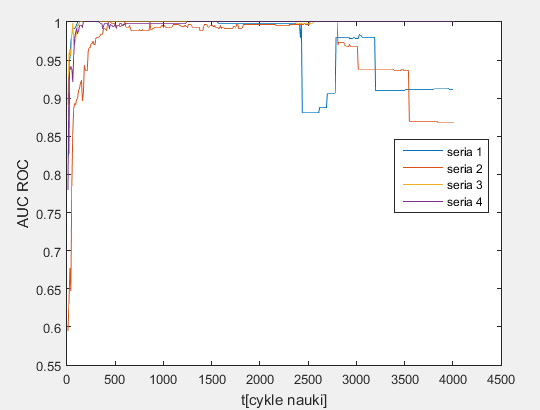 1
0.95
0.9
0.85
0.8
0.75
0.7
0.65
0.6
0.55
AUC ROC
seria 1
seria 2
seria 3
seria 4
0 500 1000 1500 2000 2500 3000 3500 4000 4500
t[cykle nauki]